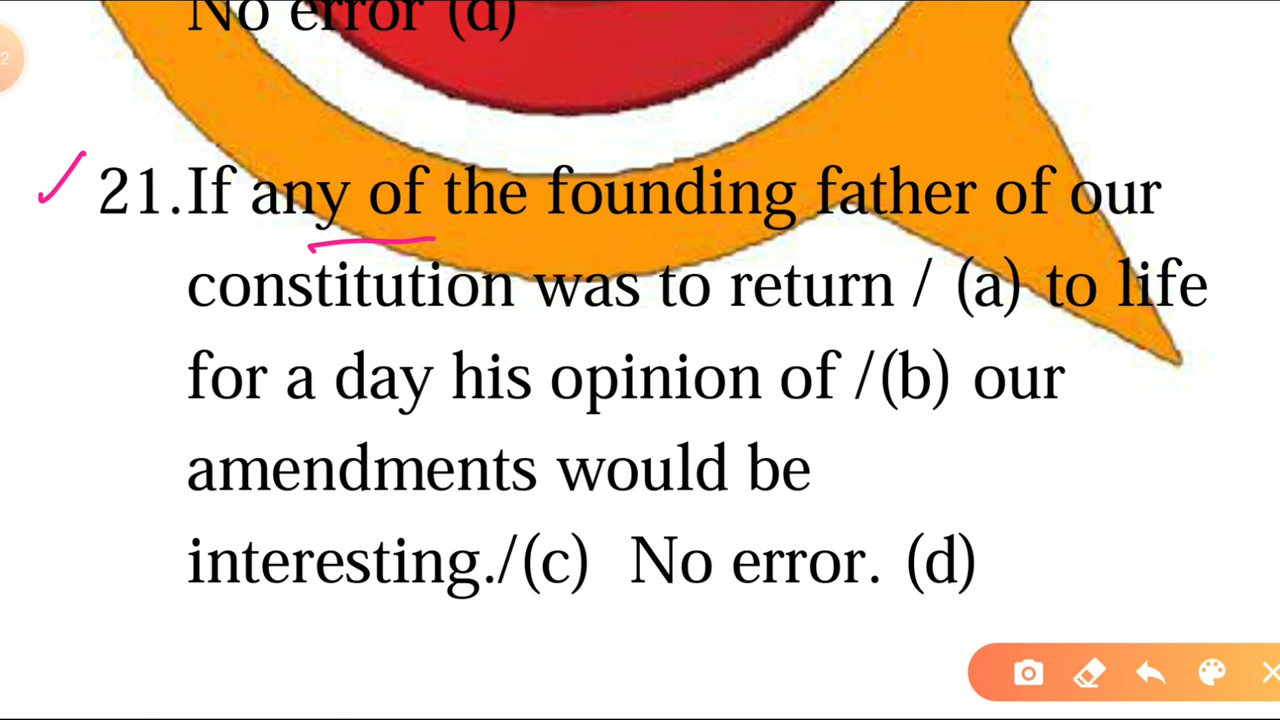 No error (d)
21.If any of the founding father of our
constitution was to return / (a) to life
for a day his opinion of /(b) our
amendments would be
interesting./(c) No error. (d)
2